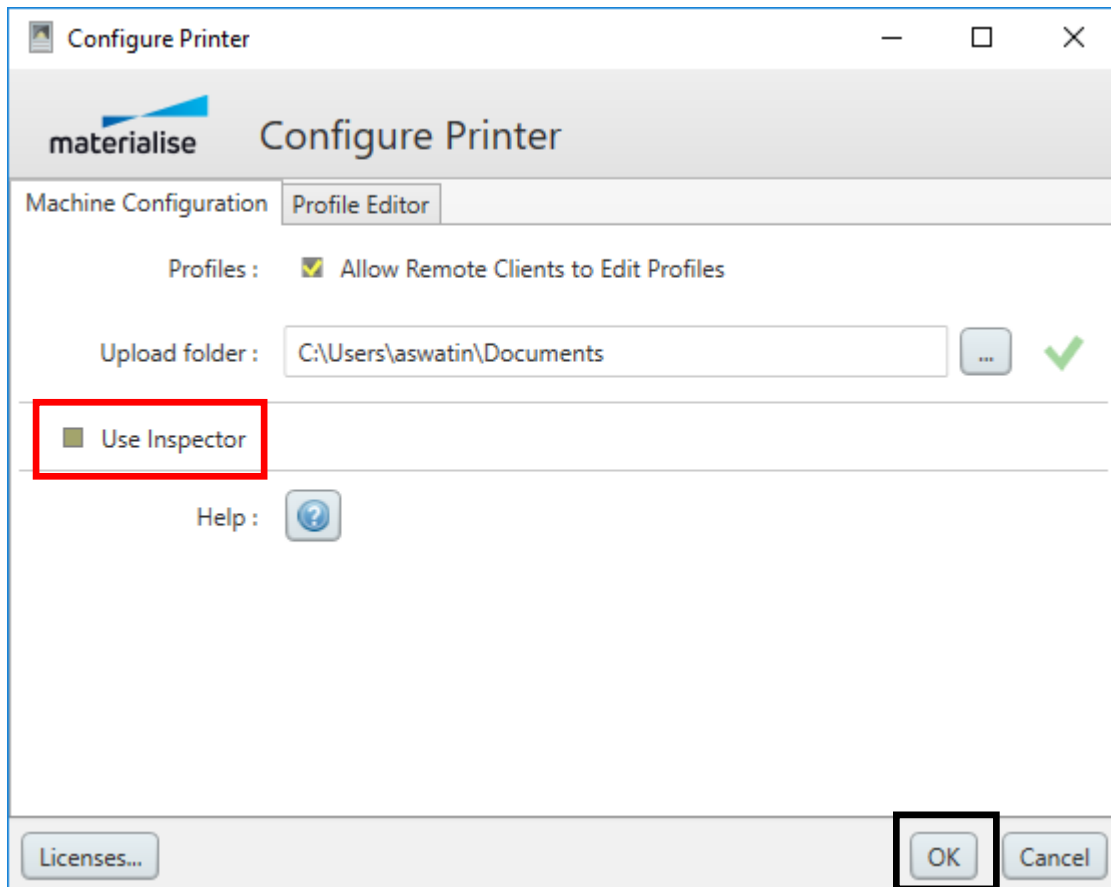 Configure Printer
materialise
Configure Printer
Machine Configuration Profile Editor
Profiles : Allow Remote Clients to Edit Profiles
Upload folder : C:\Users\aswatin\Documents ...
Use Inspector
Help : ?
Licenses... OK Cancel